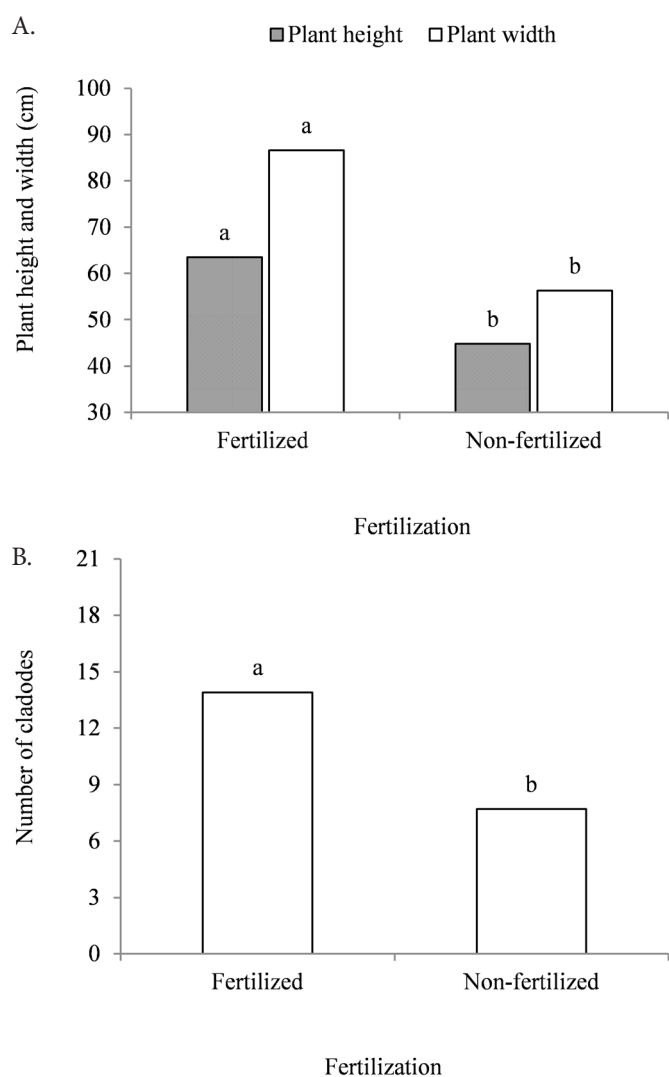 A.
Plant height Plant width
Plant height and width (cm)
100
90
80
70
60
50
40
30
a
a
b
b
Fertilized Non-fertilized
Fertilization
B.
Number of cladodes
21
18
15
12
9
6
3
0
a
b
Fertilized Non-fertilized
Fertilization